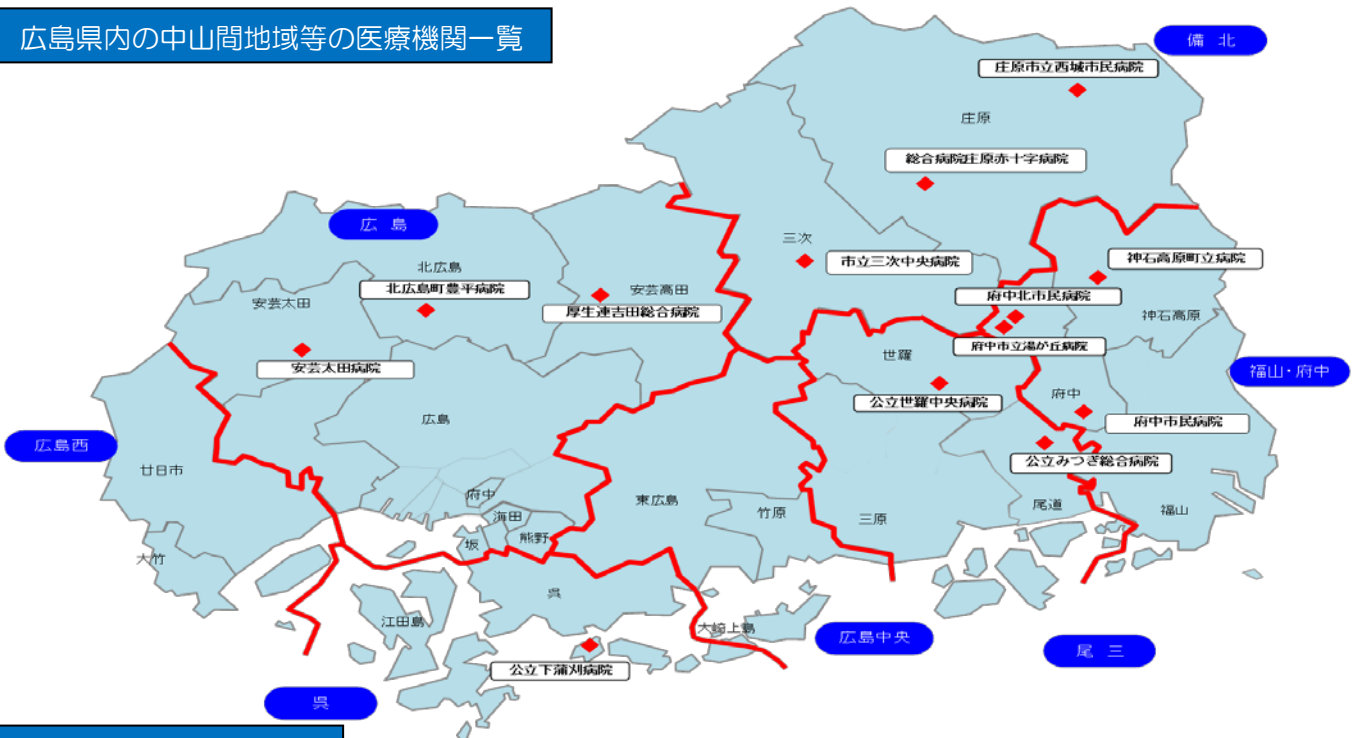 広島県内の中山間地域等の医療機関一覧
備 北
庄原市立西城市民病院
庄原
総合病院庄原赤十字病院
広 島
三次
市立三次中央病院
神石高原町立病院
北広島
北広島町豊平病院
安芸太田
安芸高田
厚生連吉田総合病院
府中北市民病院
神石高原
府中市立湯が丘病院
世羅
安芸太田病院
福山・府中
公立世羅中央病院
府中
府中市民病院
広島
広島西
廿日市
公立みつぎ総合病院
府中
東広島
竹原
三原
尾道
福山
海田
坂
熊野
大竹
呉
江田島
大崎上島
広島中央
尾 三
公立下蒲刈病院
呉